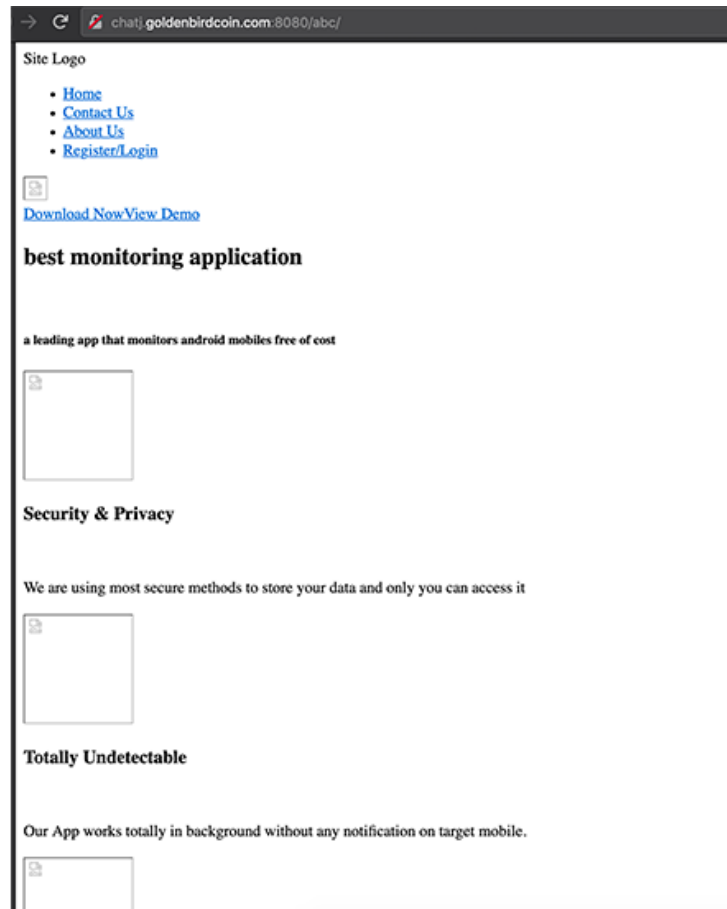 chatj.goldenbirdcoin.com:8080/abc/
Site Logo
Home
Contact Us
About Us
Register/Login
Download NowView Demo
best monitoring application
a leading app that monitors android mobiles free of cost
Security & Privacy
We are using most secure methods to store your data and only you can access it
Totally Undetectable
Our App works totally in background without any notification on target mobile.